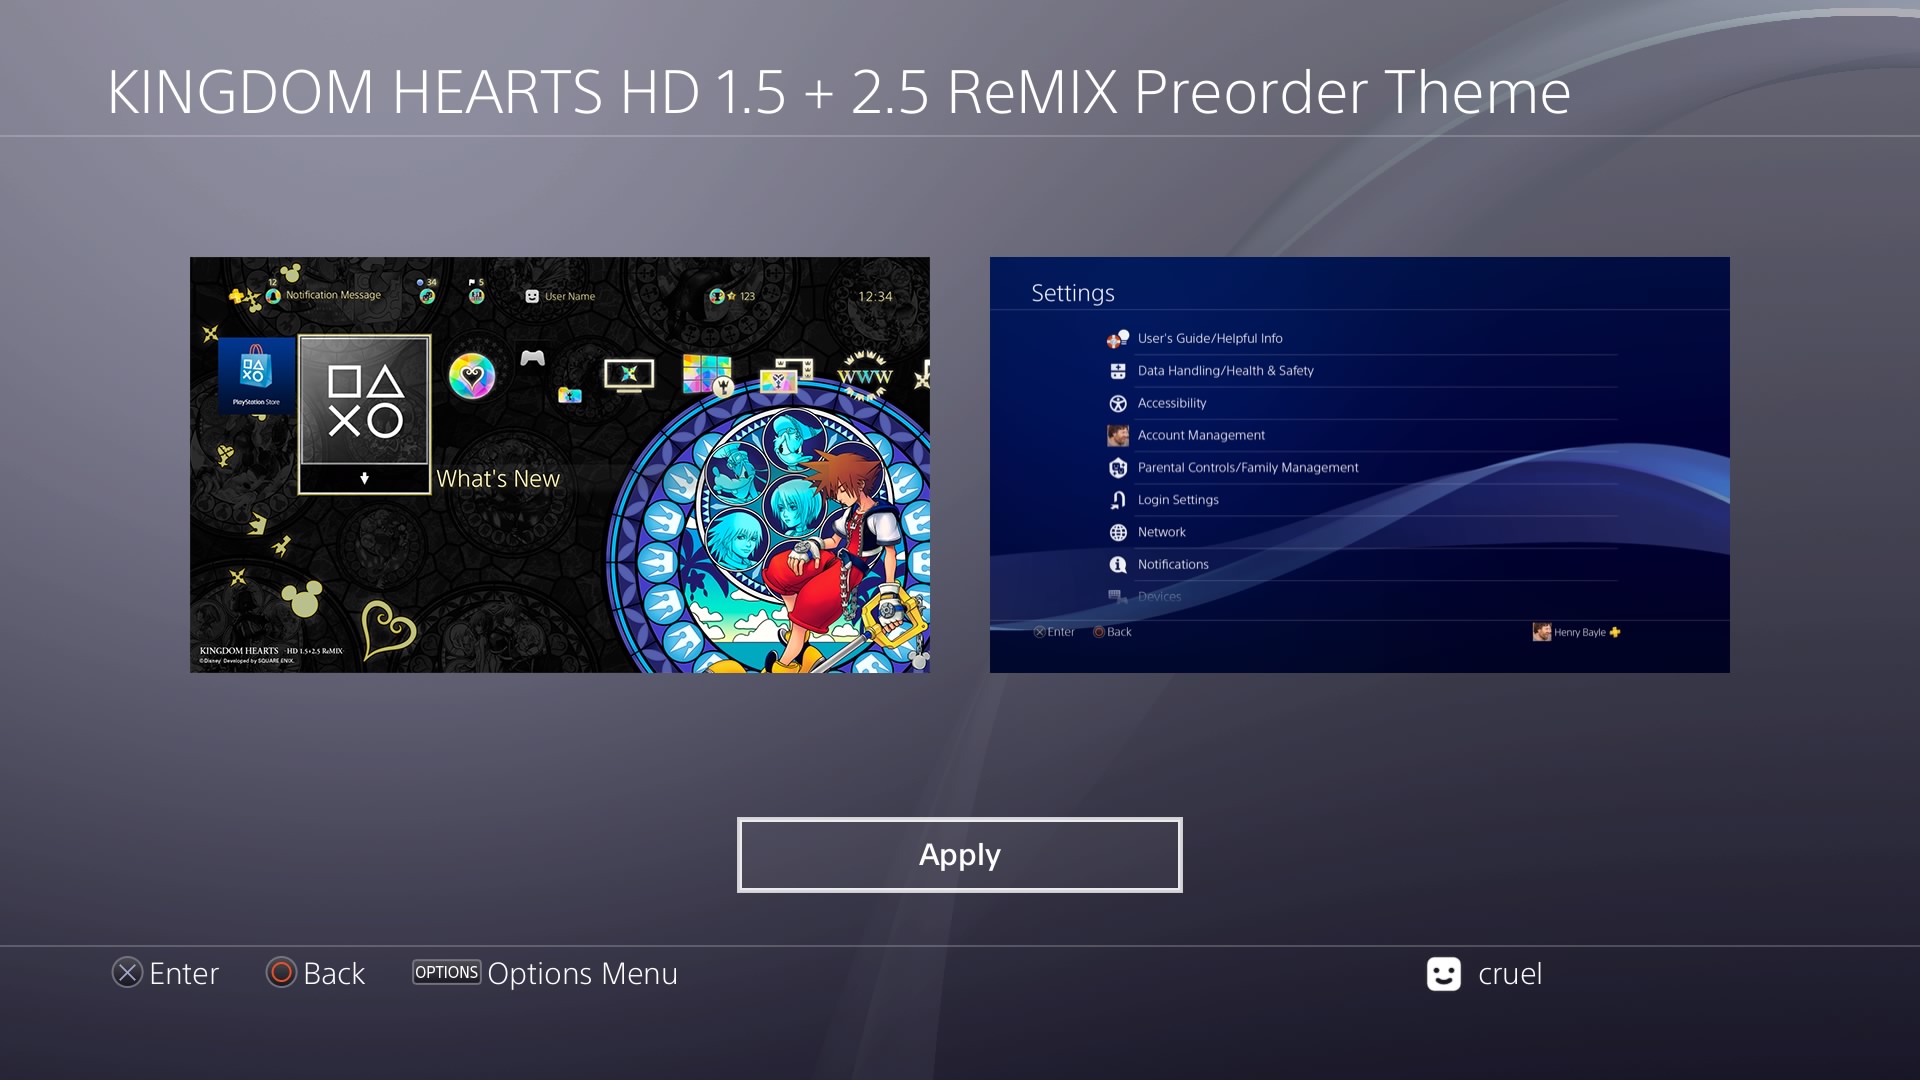 KINGDOM HEARTS HD 1.5 + 2.5 ReMIX Preorder Theme
12
Notification Message
34
5
User Name
123
12:34
PlayStation Store
WWW
What's New
KINGDOM HEARTS -HD 1.5+2.5 ReMIX-
©Disney Developed by SQUARE ENIX.
Settings
User's Guide/Helpful Info
Data Handling/Health & Safety
Accessibility
Account Management
Parental Controls/Family Management
Login Settings
Network
Notifications
Devices
Enter
Back
Henry Bayle
Apply
Enter
Back
OPTIONS Options Menu
cruel